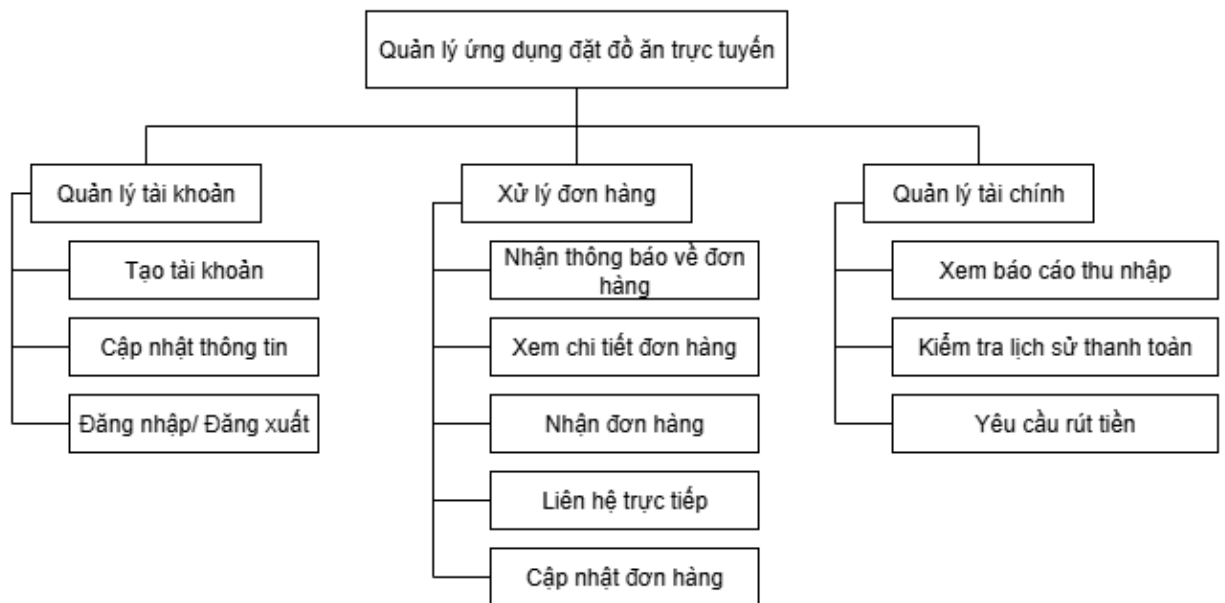 Quản lý ứng dụng đặt đồ ăn trực tuyến
Quản lý tài khoản
Tạo tài khoản
Cập nhật thông tin
Đăng nhập/ Đăng xuất
Xử lý đơn hàng
Nhận thông báo về đơn
hàng
Xem chi tiết đơn hàng
Nhận đơn hàng
Liên hệ trực tiếp
Cập nhật đơn hàng
Quản lý tài chính
Xem báo cáo thu nhập
Kiểm tra lịch sử thanh toàn
Yêu cầu rút tiền